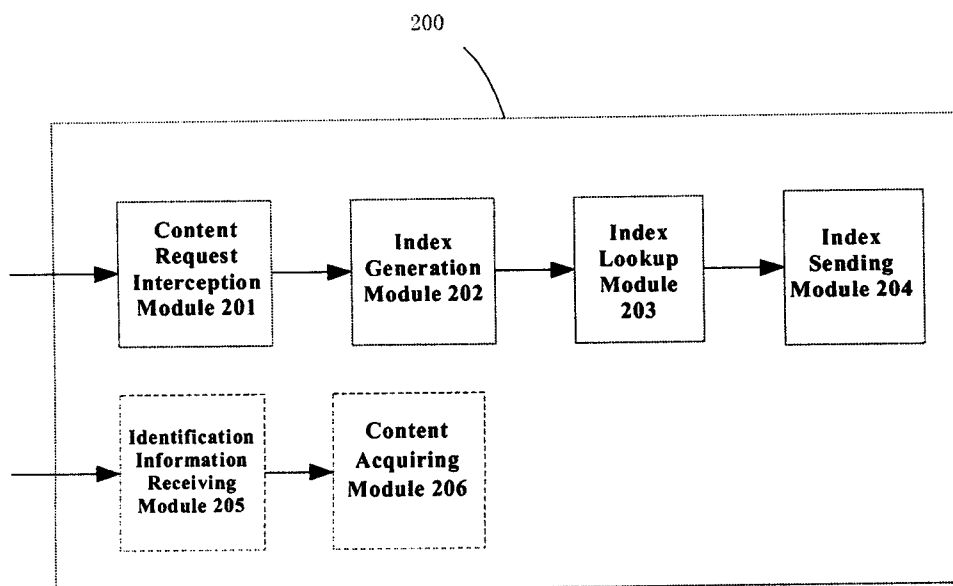 200
Content
Request
Interception
Module 201
Index
Generation
Module 202
Index
Lookup
Module
203
Index
Sending
Module 204
Identification
Information
Receiving
Module 205
Content
Acquiring
Module 206